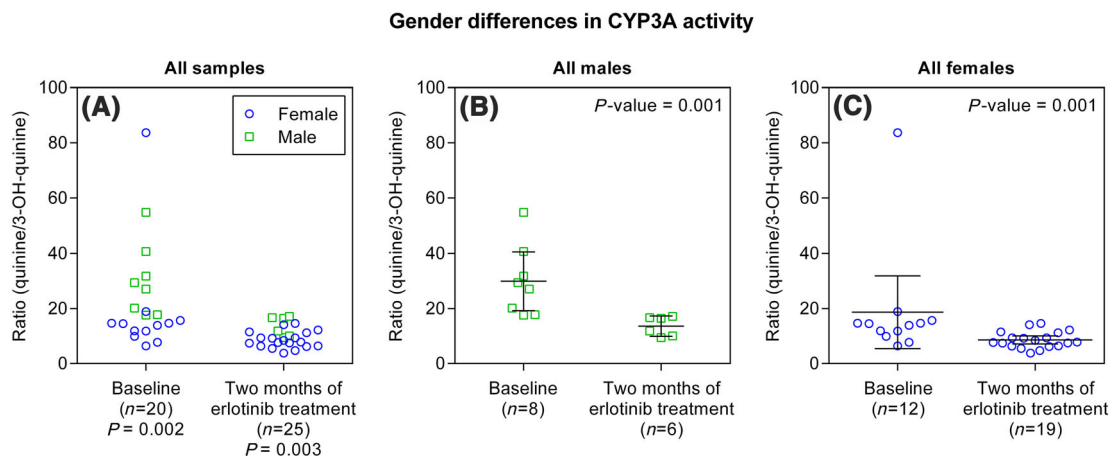 Gender differences in CYP3A activity
All samples
(A)
Female
Male
Ratio (quinine/3-OH-quinine)
100
80
60
40
20
0
Baseline
(n=20)
P = 0.002
Two months of
erlotinib treatment
(n=25)
P = 0.003
All males
(B)
P-value = 0.001
Ratio (quinine/3-OH-quinine)
100
80
60
40
20
0
Baseline
(n=8)
Two months of
erlotinib treatment
(n=6)
All females
(C)
P-value = 0.001
Ratio (quinine/3-OH-quinine)
100
80
60
40
20
0
Baseline
(n=12)
Two months of
erlotinib treatment
(n=19)